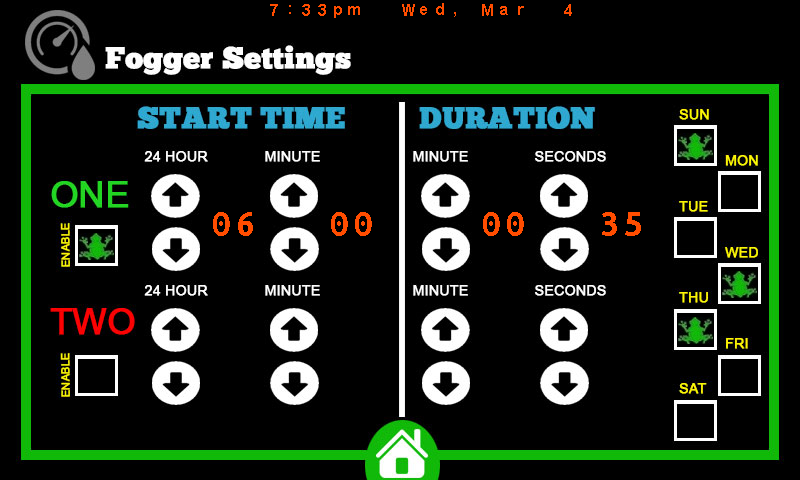 7:33pm Wed, Mar 4
Fogger Settings
START TIME
DURATION
24 HOUR
MINUTE
MINUTE
SECONDS
ONE
ENABLE
06
00
00
35
24 HOUR
MINUTE
MINUTE
SECONDS
TWO
ENABLE
SUN
MON
TUE
WED
THU
FRI
SAT